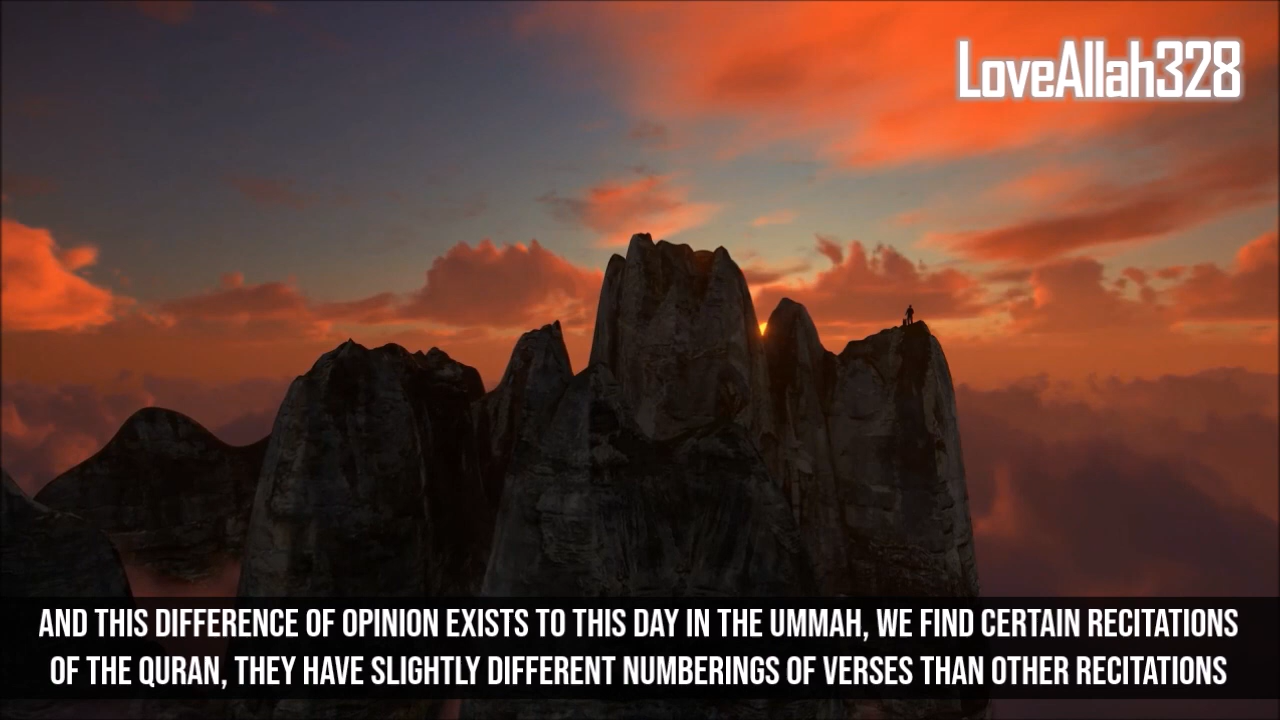 LoveAllah328
AND THIS DIFFERENCE OF OPINION EXISTS TO THIS DAY IN THE UMMAH, WE FIND CERTAIN RECITATIONS
OF THE QURAN, THEY HAVE SLIGHTLY DIFFERENT NUMBERINGS OF VERSES THAN OTHER RECITATIONS